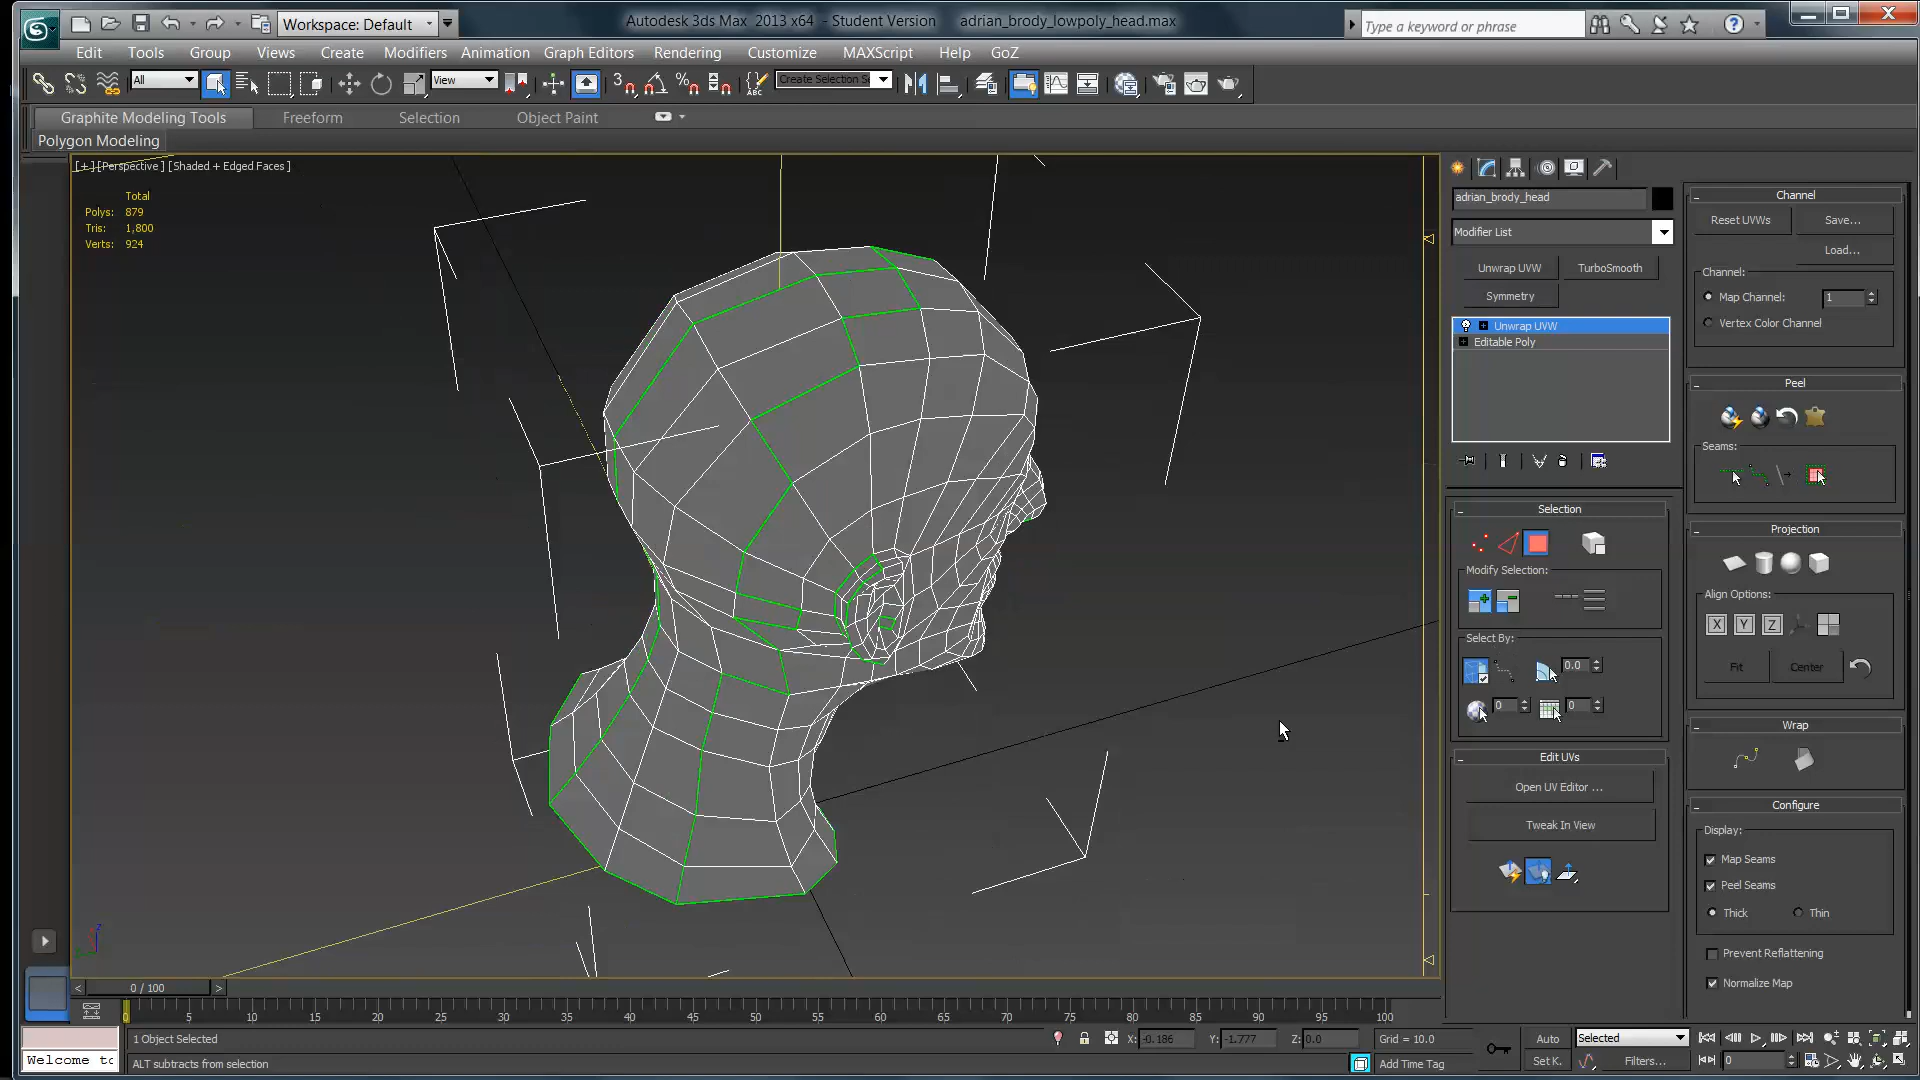 Workspace: Default
Autodesk 3ds Max 2013 x64 - Student Version adrian_brody_lowpoly_head.max
Type a keyword or phrase
Edit Tools Group Views Create Modifiers Animation Graph Editors Rendering Customize MAXScript Help GoZ
All View Create Selection Se
Graphite Modeling Tools Freeform Selection Object Paint
Polygon Modeling
[+][Perspective][Shaded + Edged Faces]
Total
Polys: 879
Tris: 1,800
Verts: 924
adrian_brody_head
Modifier List
Unwrap UVW TurboSmooth
Symmetry
Unwrap UVW
Editable Poly
Selection
Modify Selection:
Select By:
0.0
0 0
Edit UVs
Open UV Editor ...
Tweak In View
Channel
Reset UVWs Save...
Load...
Channel:
Map Channel: 1
Vertex Color Channel
Peel
Seams:
Projection
Align Options:
X Y Z
Fit Center
Wrap
Configure
Display:
Map Seams
Peel Seams
Thick Thin
Prevent Reflattening
Normalize Map
< 0 / 100 >
0 5 10 15 20 25 30 35 40 45 50 55 60 65 70 75 80 85 90 95 100
1 Object Selected X: -0.186 Y: -1.777 Z: 0.0 Grid = 10.0 Auto Selected
Welcome to ALT subtracts from selection Add Time Tag Set K. Filters... 0